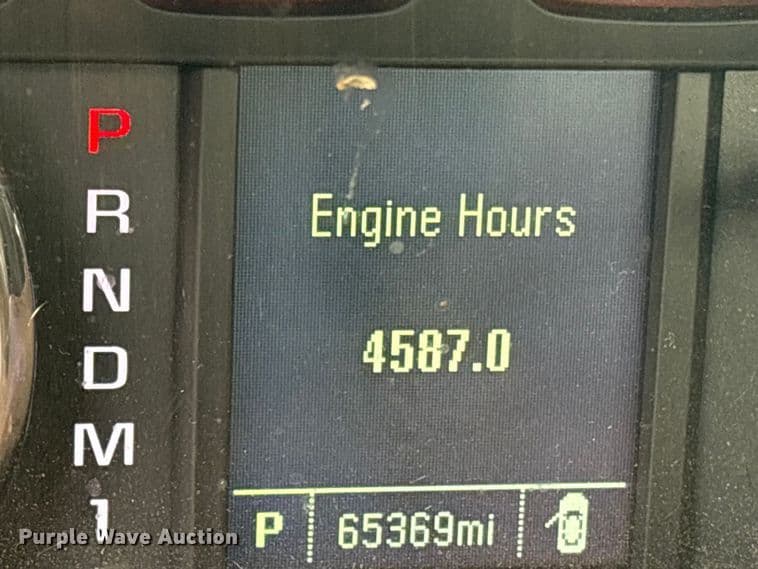 P
R
N
D
M
1
Engine Hours
4587.0
P 65369mi
Purple Wave Auction